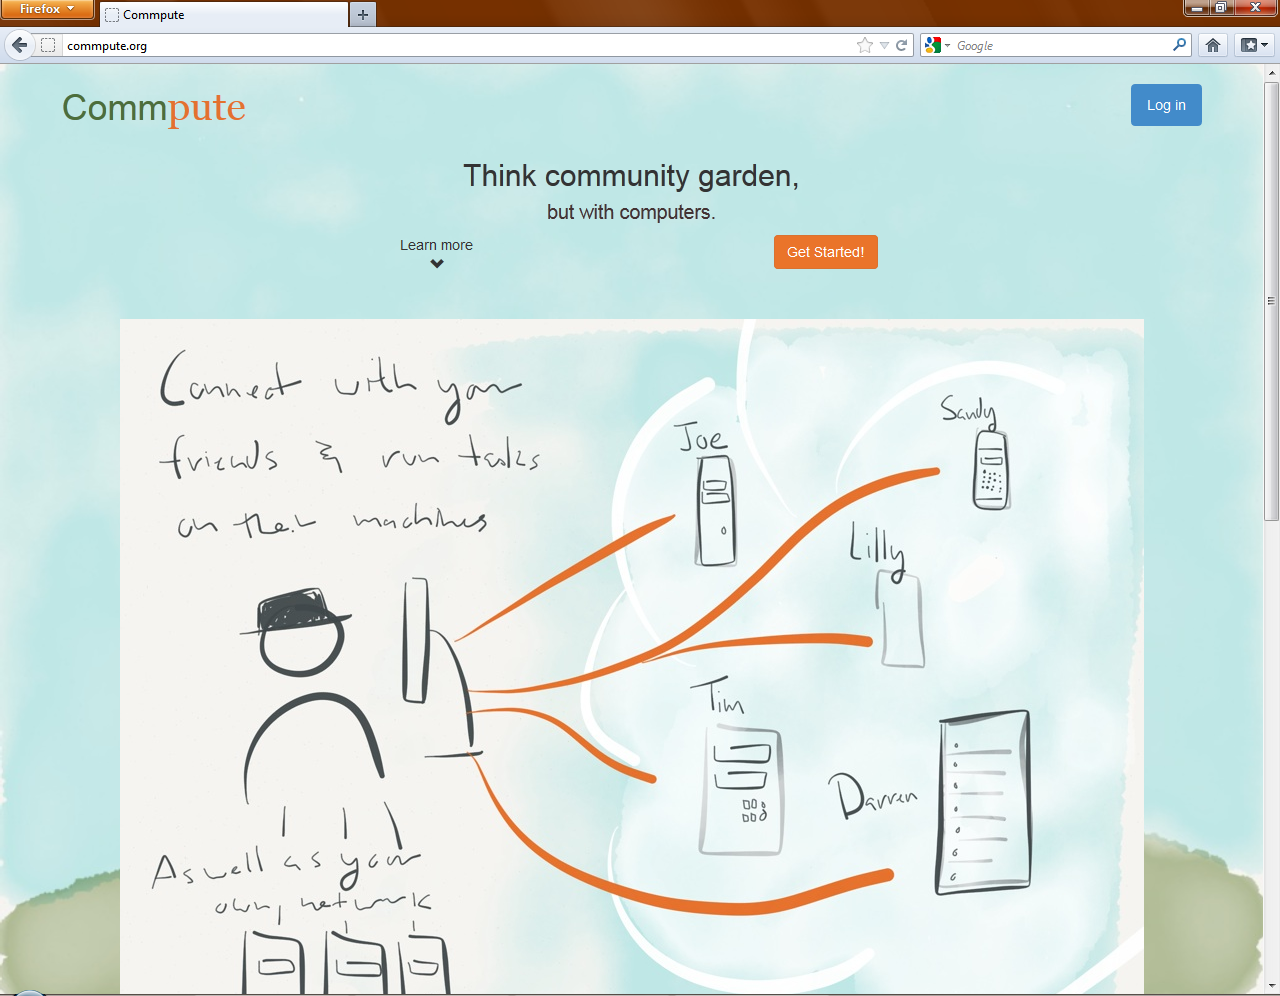 Firefox
Commpute
commpute.org
Google
Commpute
Log in
Think community garden,
but with computers.
Learn more
Get Started!
Connect with your
friends & run tasks
on their machines
Joe
Sandy
Lilly
Tim
Darren
As well as your
own network